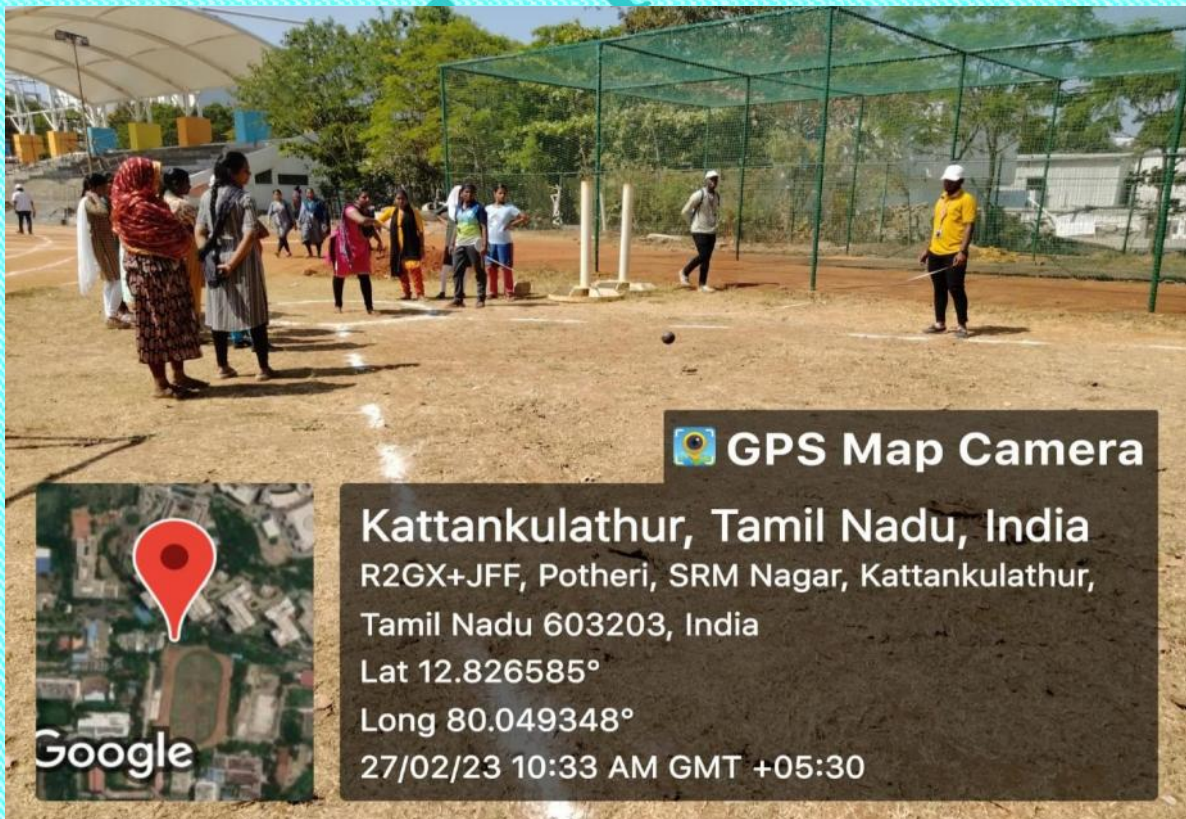 GPS Map Camera
Kattankulathur, Tamil Nadu, India
R2GX+JFF, Potheri, SRM Nagar, Kattankulathur,
Tamil Nadu 603203, India
Lat 12.826585°
Long 80.049348°
27/02/23 10:33 AM GMT +05:30
Google